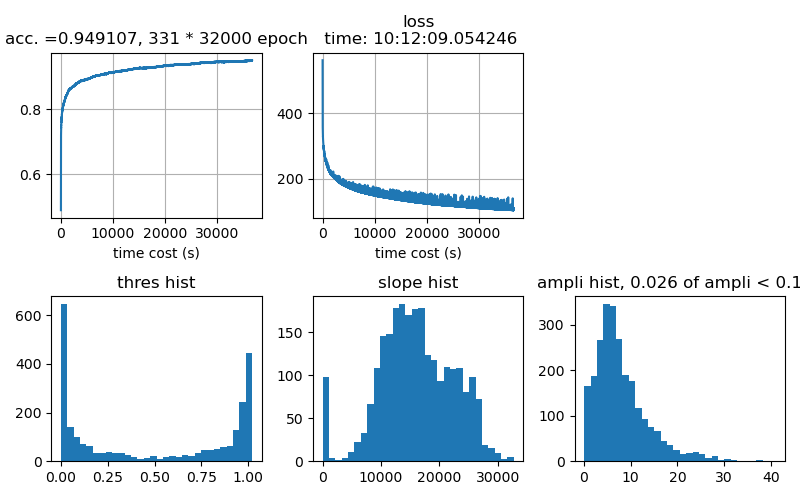 acc. =0.949107, 331 * 32000 epoch
0.8
0.6
0 10000 20000 30000
time cost (s)
loss
time: 10:12:09.054246
400
200
0 10000 20000 30000
time cost (s)
thres hist
600
400
200
0
0.00 0.25 0.50 0.75 1.00
slope hist
150
100
50
0
0 10000 20000 30000
ampli hist, 0.026 of ampli < 0.1
300
200
100
0
0 10 20 30 40